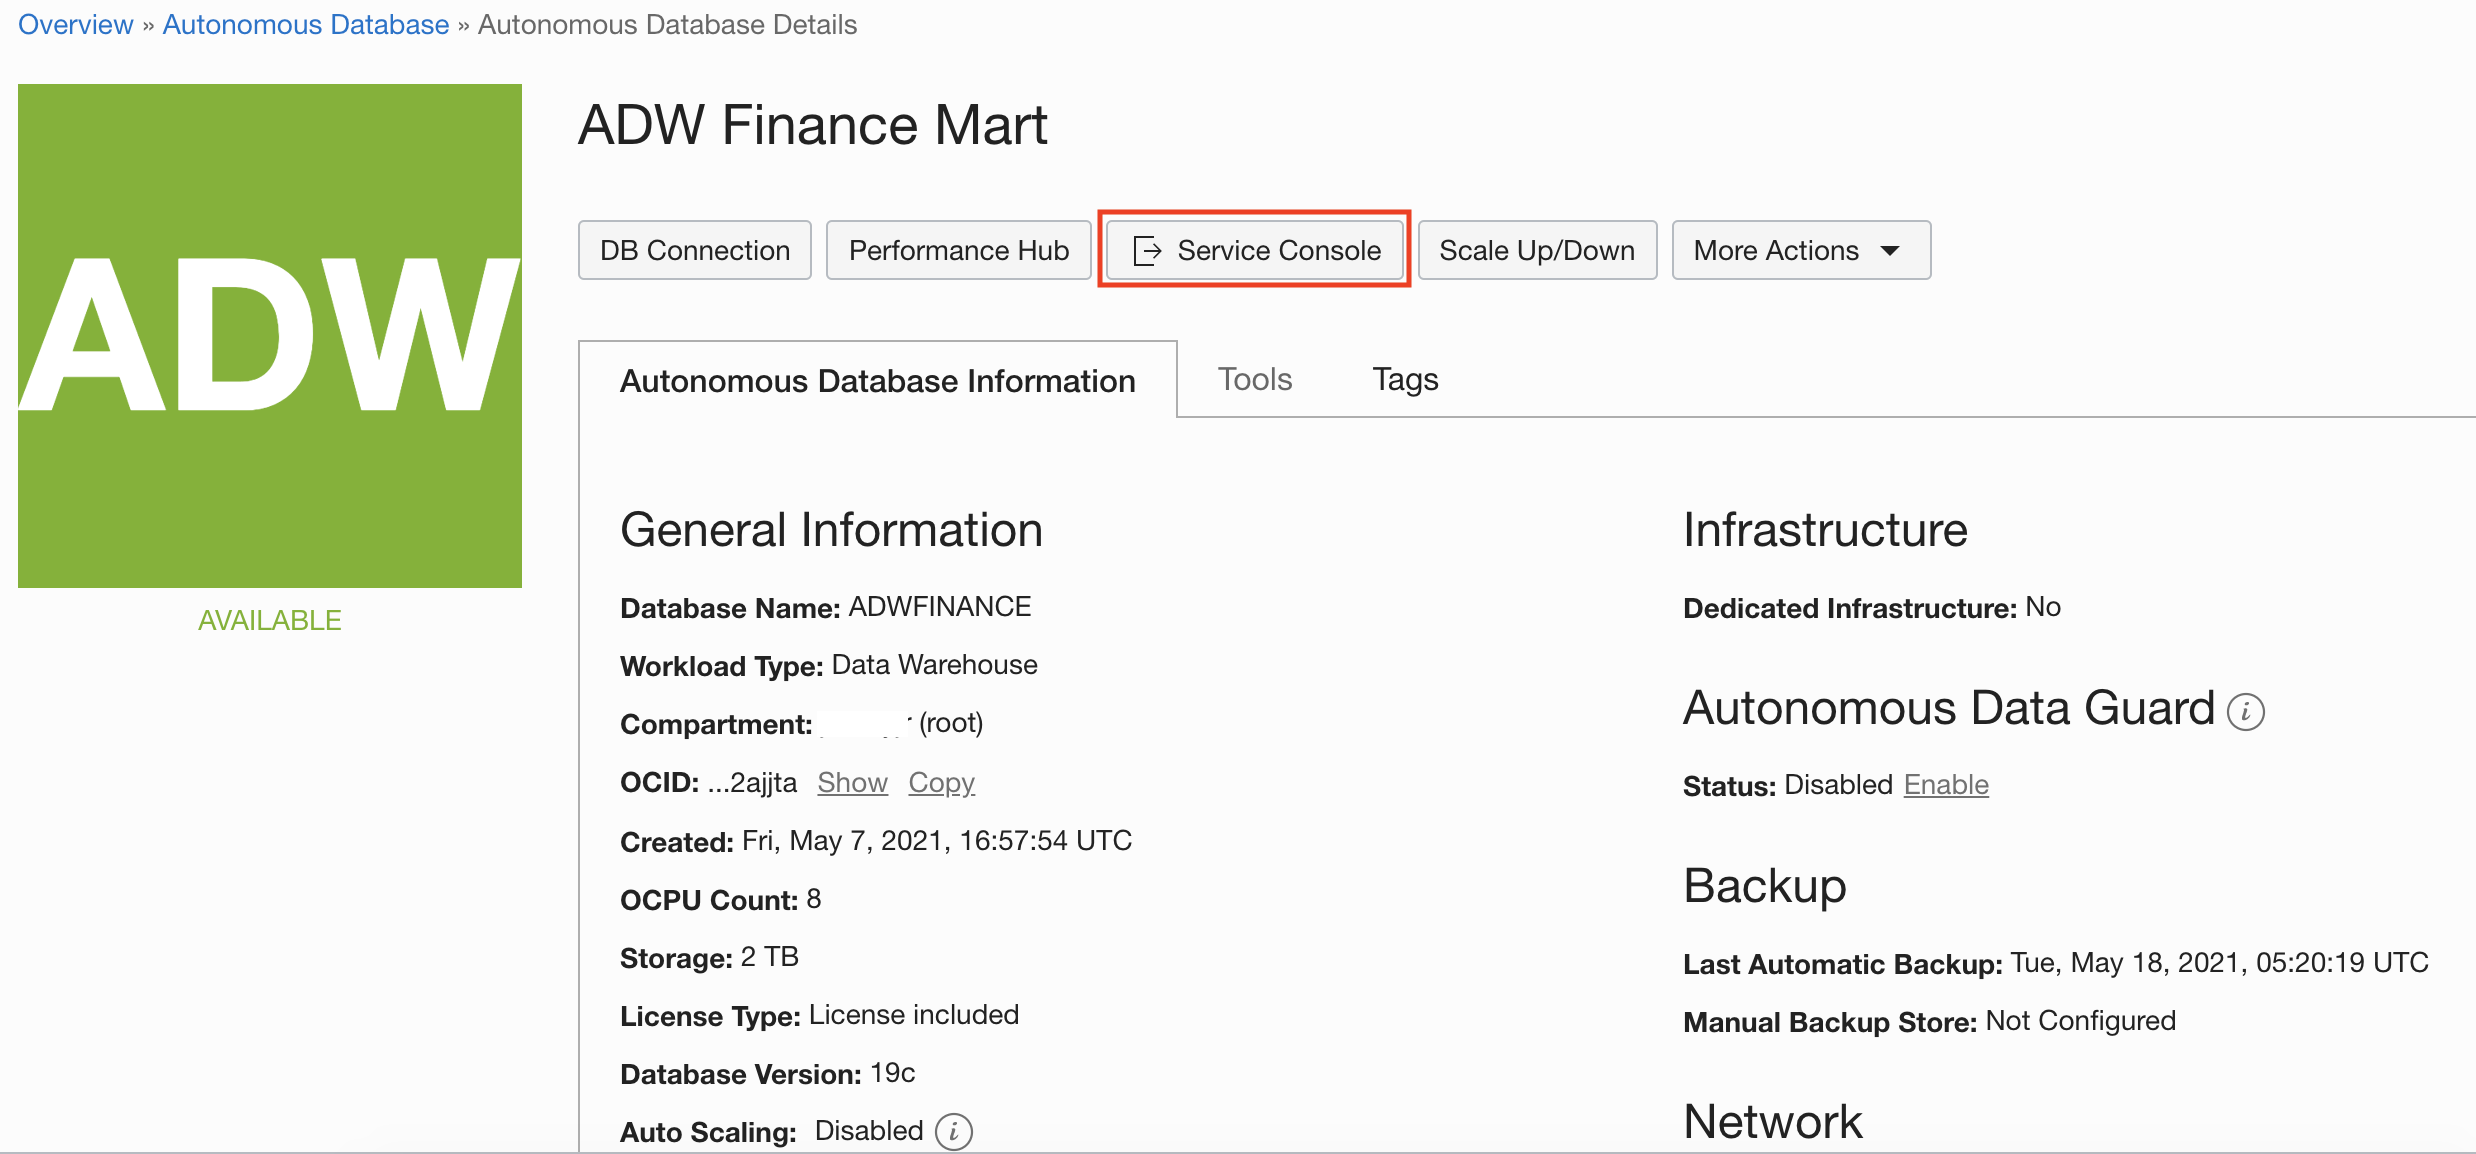 Overview » Autonomous Database » Autonomous Database Details
ADW
AVAILABLE
ADW Finance Mart
DB Connection
Performance Hub
Service Console
Scale Up/Down
More Actions
Autonomous Database Information
Tools
Tags
General Information
Database Name: ADWFINANCE
Workload Type: Data Warehouse
Compartment: (root)
OCID: ...2ajjta Show Copy
Created: Fri, May 7, 2021, 16:57:54 UTC
OCPU Count: 8
Storage: 2 TB
License Type: License included
Database Version: 19c
Auto Scaling: Disabled i
Infrastructure
Dedicated Infrastructure: No
Autonomous Data Guard i
Status: Disabled Enable
Backup
Last Automatic Backup: Tue, May 18, 2021, 05:20:19 UTC
Manual Backup Store: Not Configured
Network